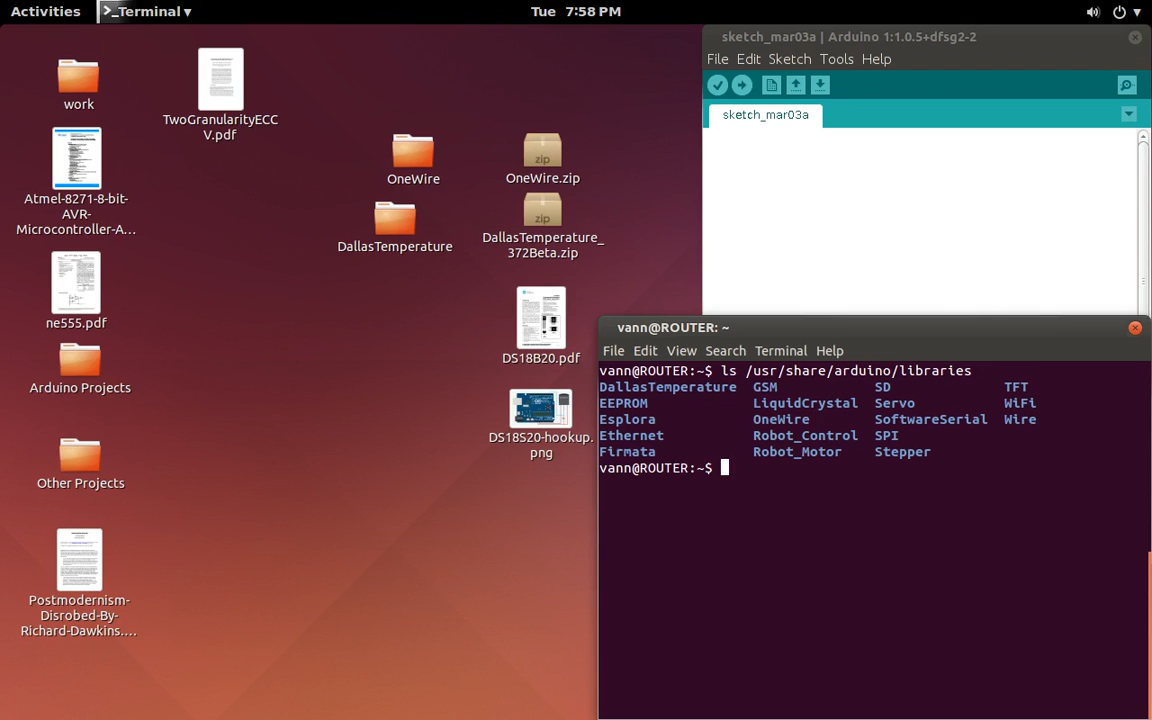 Activities
>_Terminal ▾
Tue 7:58 PM
work
TwoGranularityECC
V.pdf
Atmel-8271-8-bit-
AVR-
Microcontroller-A...
ne555.pdf
Arduino Projects
Other Projects
Postmodernism-
Disrobed-By-
Richard-Dawkins....
OneWire
DallasTemperature
zip
OneWire.zip
zip
DallasTemperature_
372Beta.zip
DS18B20.pdf
DS18S20-hookup.
png
sketch_mar03a | Arduino 1:1.0.5+dfsg2-2
File Edit Sketch Tools Help
sketch_mar03a
vann@ROUTER: ~
File Edit View Search Terminal Help
vann@ROUTER:~$ ls /usr/share/arduino/libraries
DallasTemperature GSM SD TFT
EEPROM LiquidCrystal Servo WiFi
Esplora OneWire SoftwareSerial Wire
Ethernet Robot_Control SPI
Firmata Robot_Motor Stepper
vann@ROUTER:~$